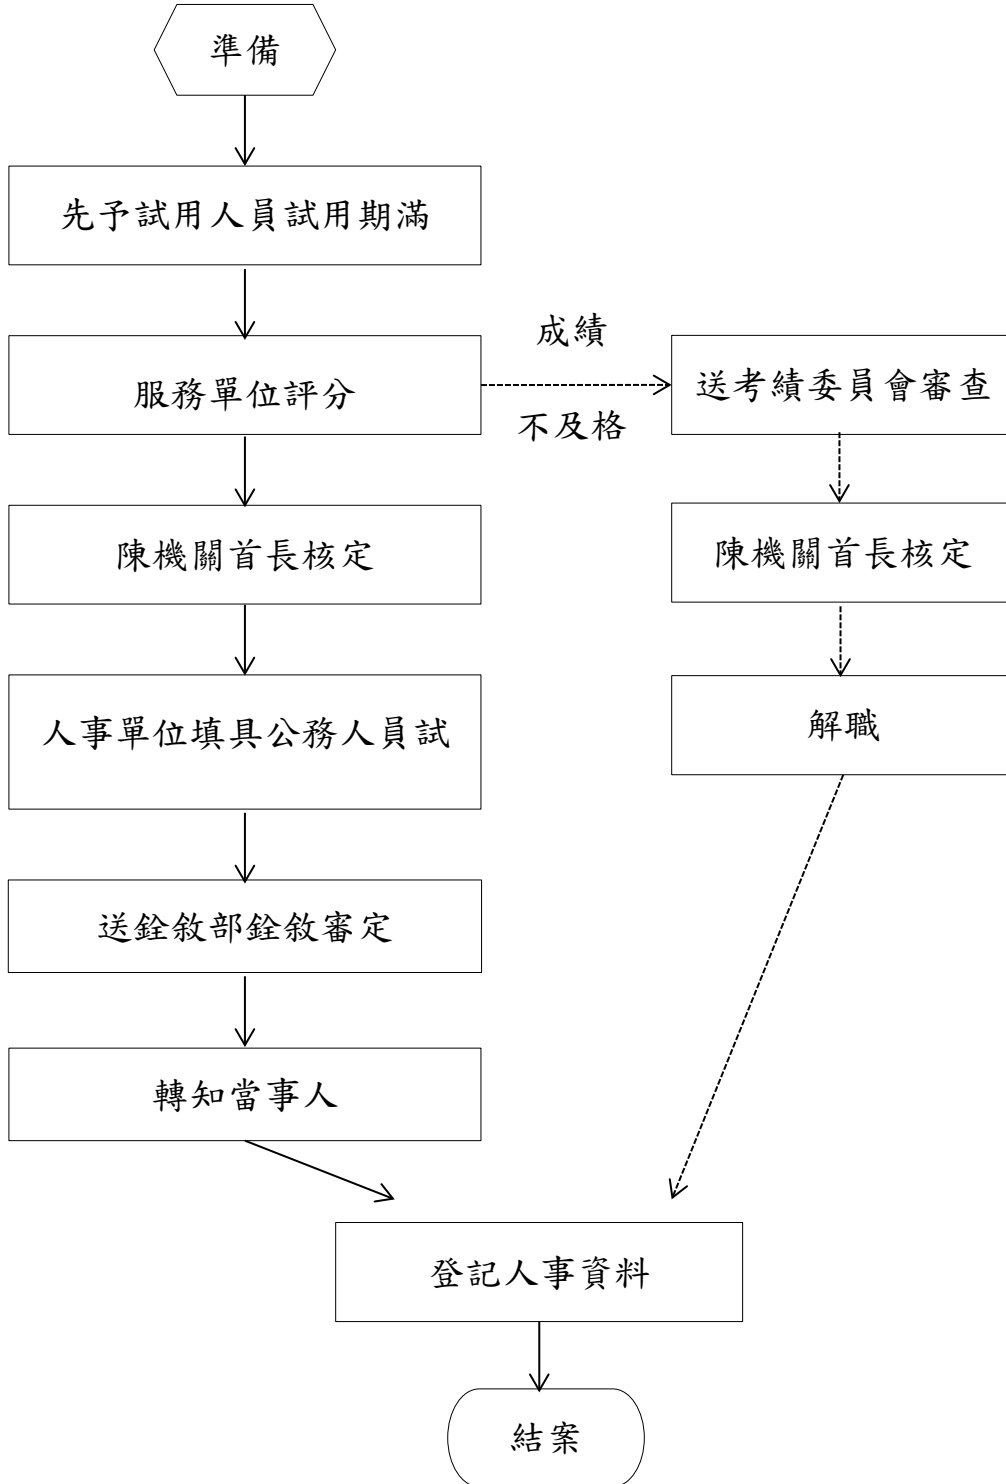 準備
先予試用人員試用期滿
服務單位評分
成績
不及格
送考績委員會審查
陳機關首長核定
陳機關首長核定
人事單位填具公務人員試
解職
送銓敘部銓敘審定
轉知當事人
登記人事資料
結案